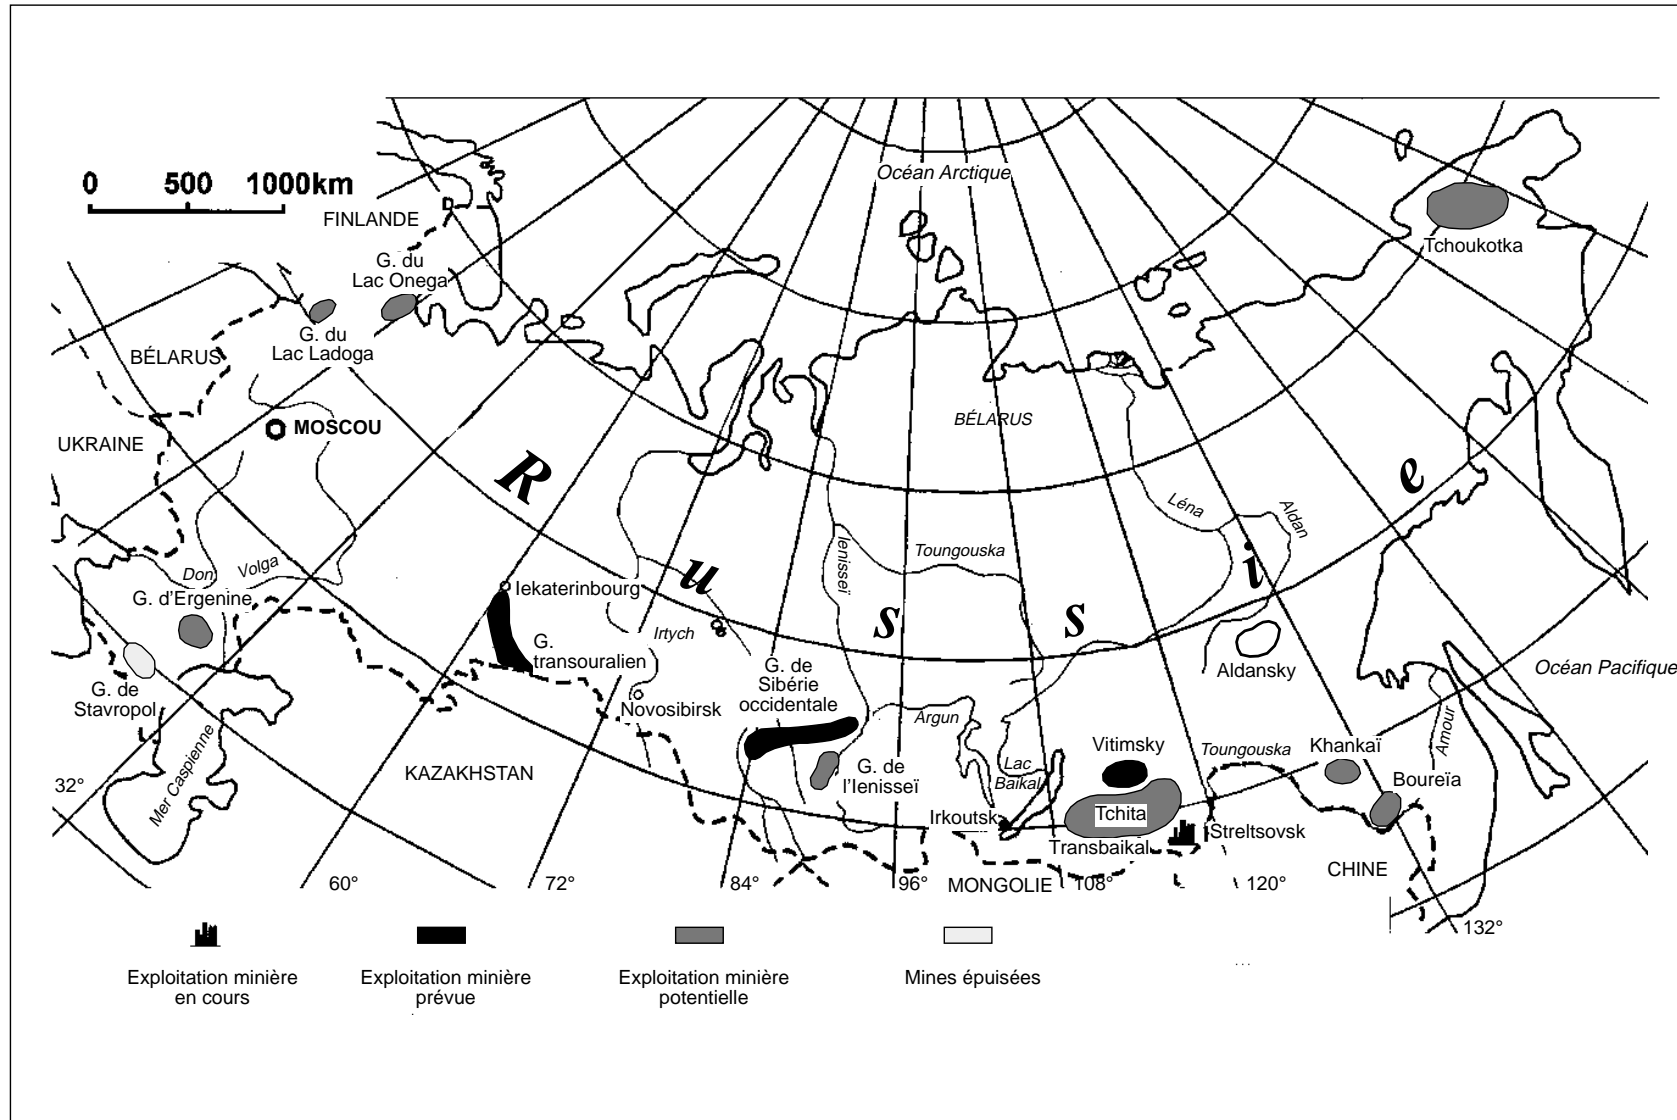 Océan Arctique
0 500 1000km
FINLANDE
Tchoukotka
G. du
Lac Onega
G. du
Lac Ladoga
BÉLARUS
BÉLARUS
MOSCOU
UKRAINE
R u s s i e
Léna
Aldan
Ienisseï
Toungouska
Don
Volga
G. d'Ergenine
Iekaterinbourg
Irtych
G.
transouralien
G. de
Sibérie
occidentale
Aldansky
Océan Pacifique
G. de
Stavropol
Novosibirsk
Argun
Amour
Mer Caspienne
KAZAKHSTAN
Vitimsky
Toungouska
Khankaï
Lac
Baikal
G. de
l'Ienisseï
Boureïa
32°
Irkoutsk
Tchita
Transbaikal
Streltsovsk
CHINE
MONGOLIE
60°
72°
84°
96°
108°
120°
132°
Exploitation minière
en cours
Exploitation minière
prévue
Exploitation minière
potentielle
Mines épuisées